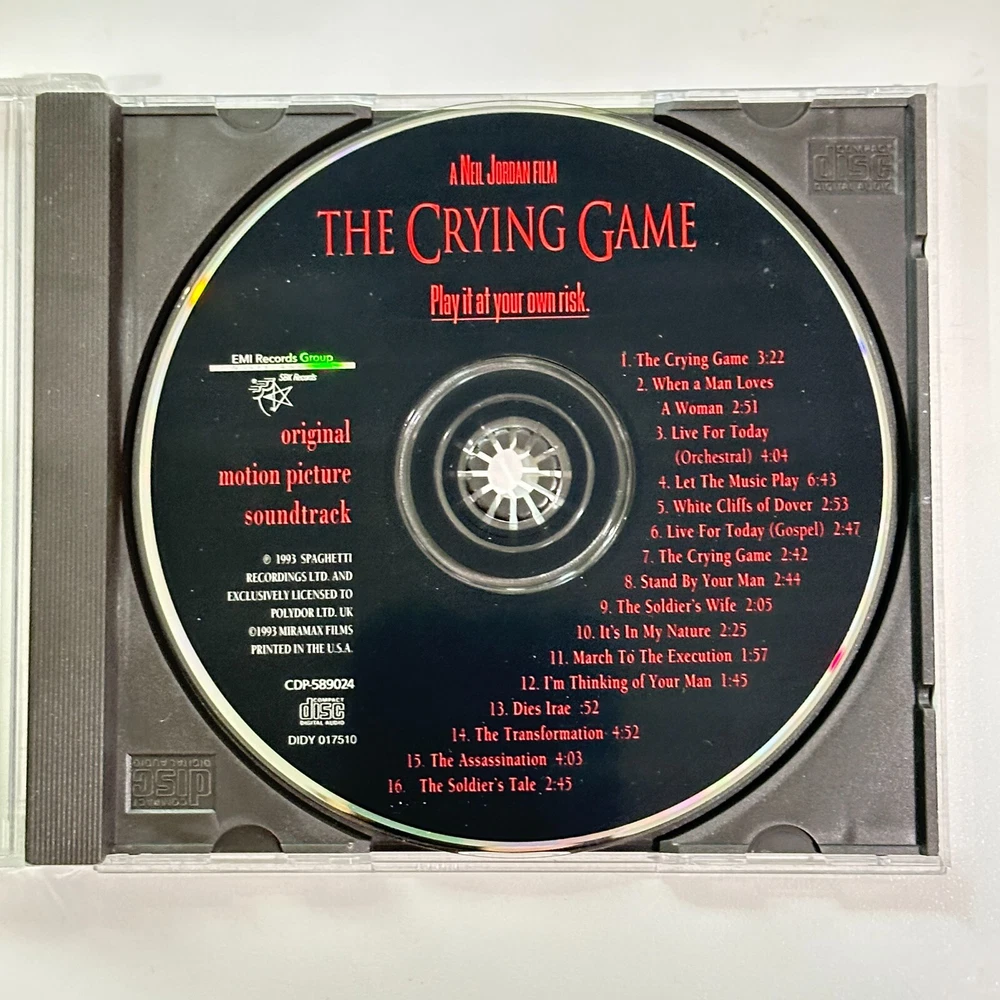 A NEIL JORDAN FILM
THE CRYING GAME
Play it at your own risk.
EMI Records Group
SBK Records
original
motion picture
soundtrack
℗ 1993 SPAGHETTI
RECORDINGS LTD. AND
EXCLUSIVELY LICENSED TO
POLYDOR LTD. UK
©1993 MIRAMAX FILMS
PRINTED IN THE U.S.A.
CDP-589024
COMPACT
disc
DIGITAL AUDIO
DIDY 017510
1. The Crying Game 3:22
2. When a Man Loves
A Woman 2:51
3. Live For Today
(Orchestral) 4:04
4. Let The Music Play 6:43
5. White Cliffs of Dover 2:53
6. Live For Today (Gospel) 2:47
7. The Crying Game 2:42
8. Stand By Your Man 2:44
9. The Soldier's Wife 2:05
10. It's In My Nature 2:25
11. March To The Execution 1:57
12. I'm Thinking of Your Man 1:45
13. Dies Irae :52
14. The Transformation 4:52
15. The Assassination 4:03
16. The Soldier's Tale 2:45
COMPACT
disc
DIGITAL AUDIO
COMPACT
disc
DIGITAL AUDIO